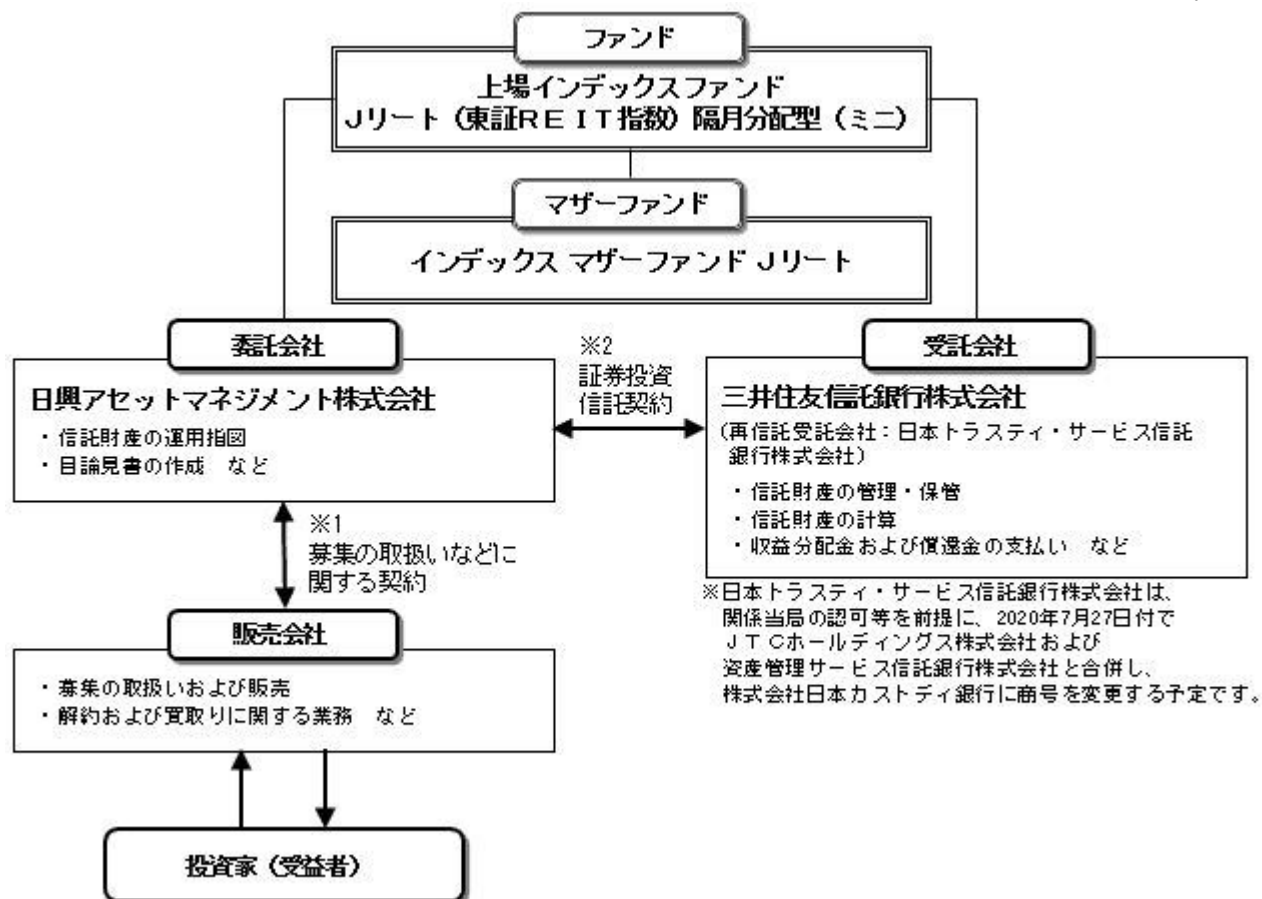 ファンド
上場インデックスファンド
Jリート（東証REIT指数）隔月分配型（ミニ）
マザーファンド
インデックス マザーファンド Jリート
委託会社
日興アセットマネジメント株式会社
・信託財産の運用指図
・目論見書の作成　など
※2
証券投資
信託契約
受託会社
三井住友信託銀行株式会社
（再信託受託会社：日本トラスティ・サービス信託
銀行株式会社）
・信託財産の管理・保管
・信託財産の計算
・収益分配金および償還金の支払い　など
※日本トラスティ・サービス信託銀行株式会社は、
関係当局の認可等を前提に、2020年7月27日付で
ＪＴＣホールディングス株式会社および
資産管理サービス信託銀行株式会社と合併し、
株式会社日本カストディ銀行に商号を変更する予定です。
※1
募集の取扱いなどに
関する契約
販売会社
・募集の取扱いおよび販売
・解約および買取りに関する業務　など
投資家（受益者）